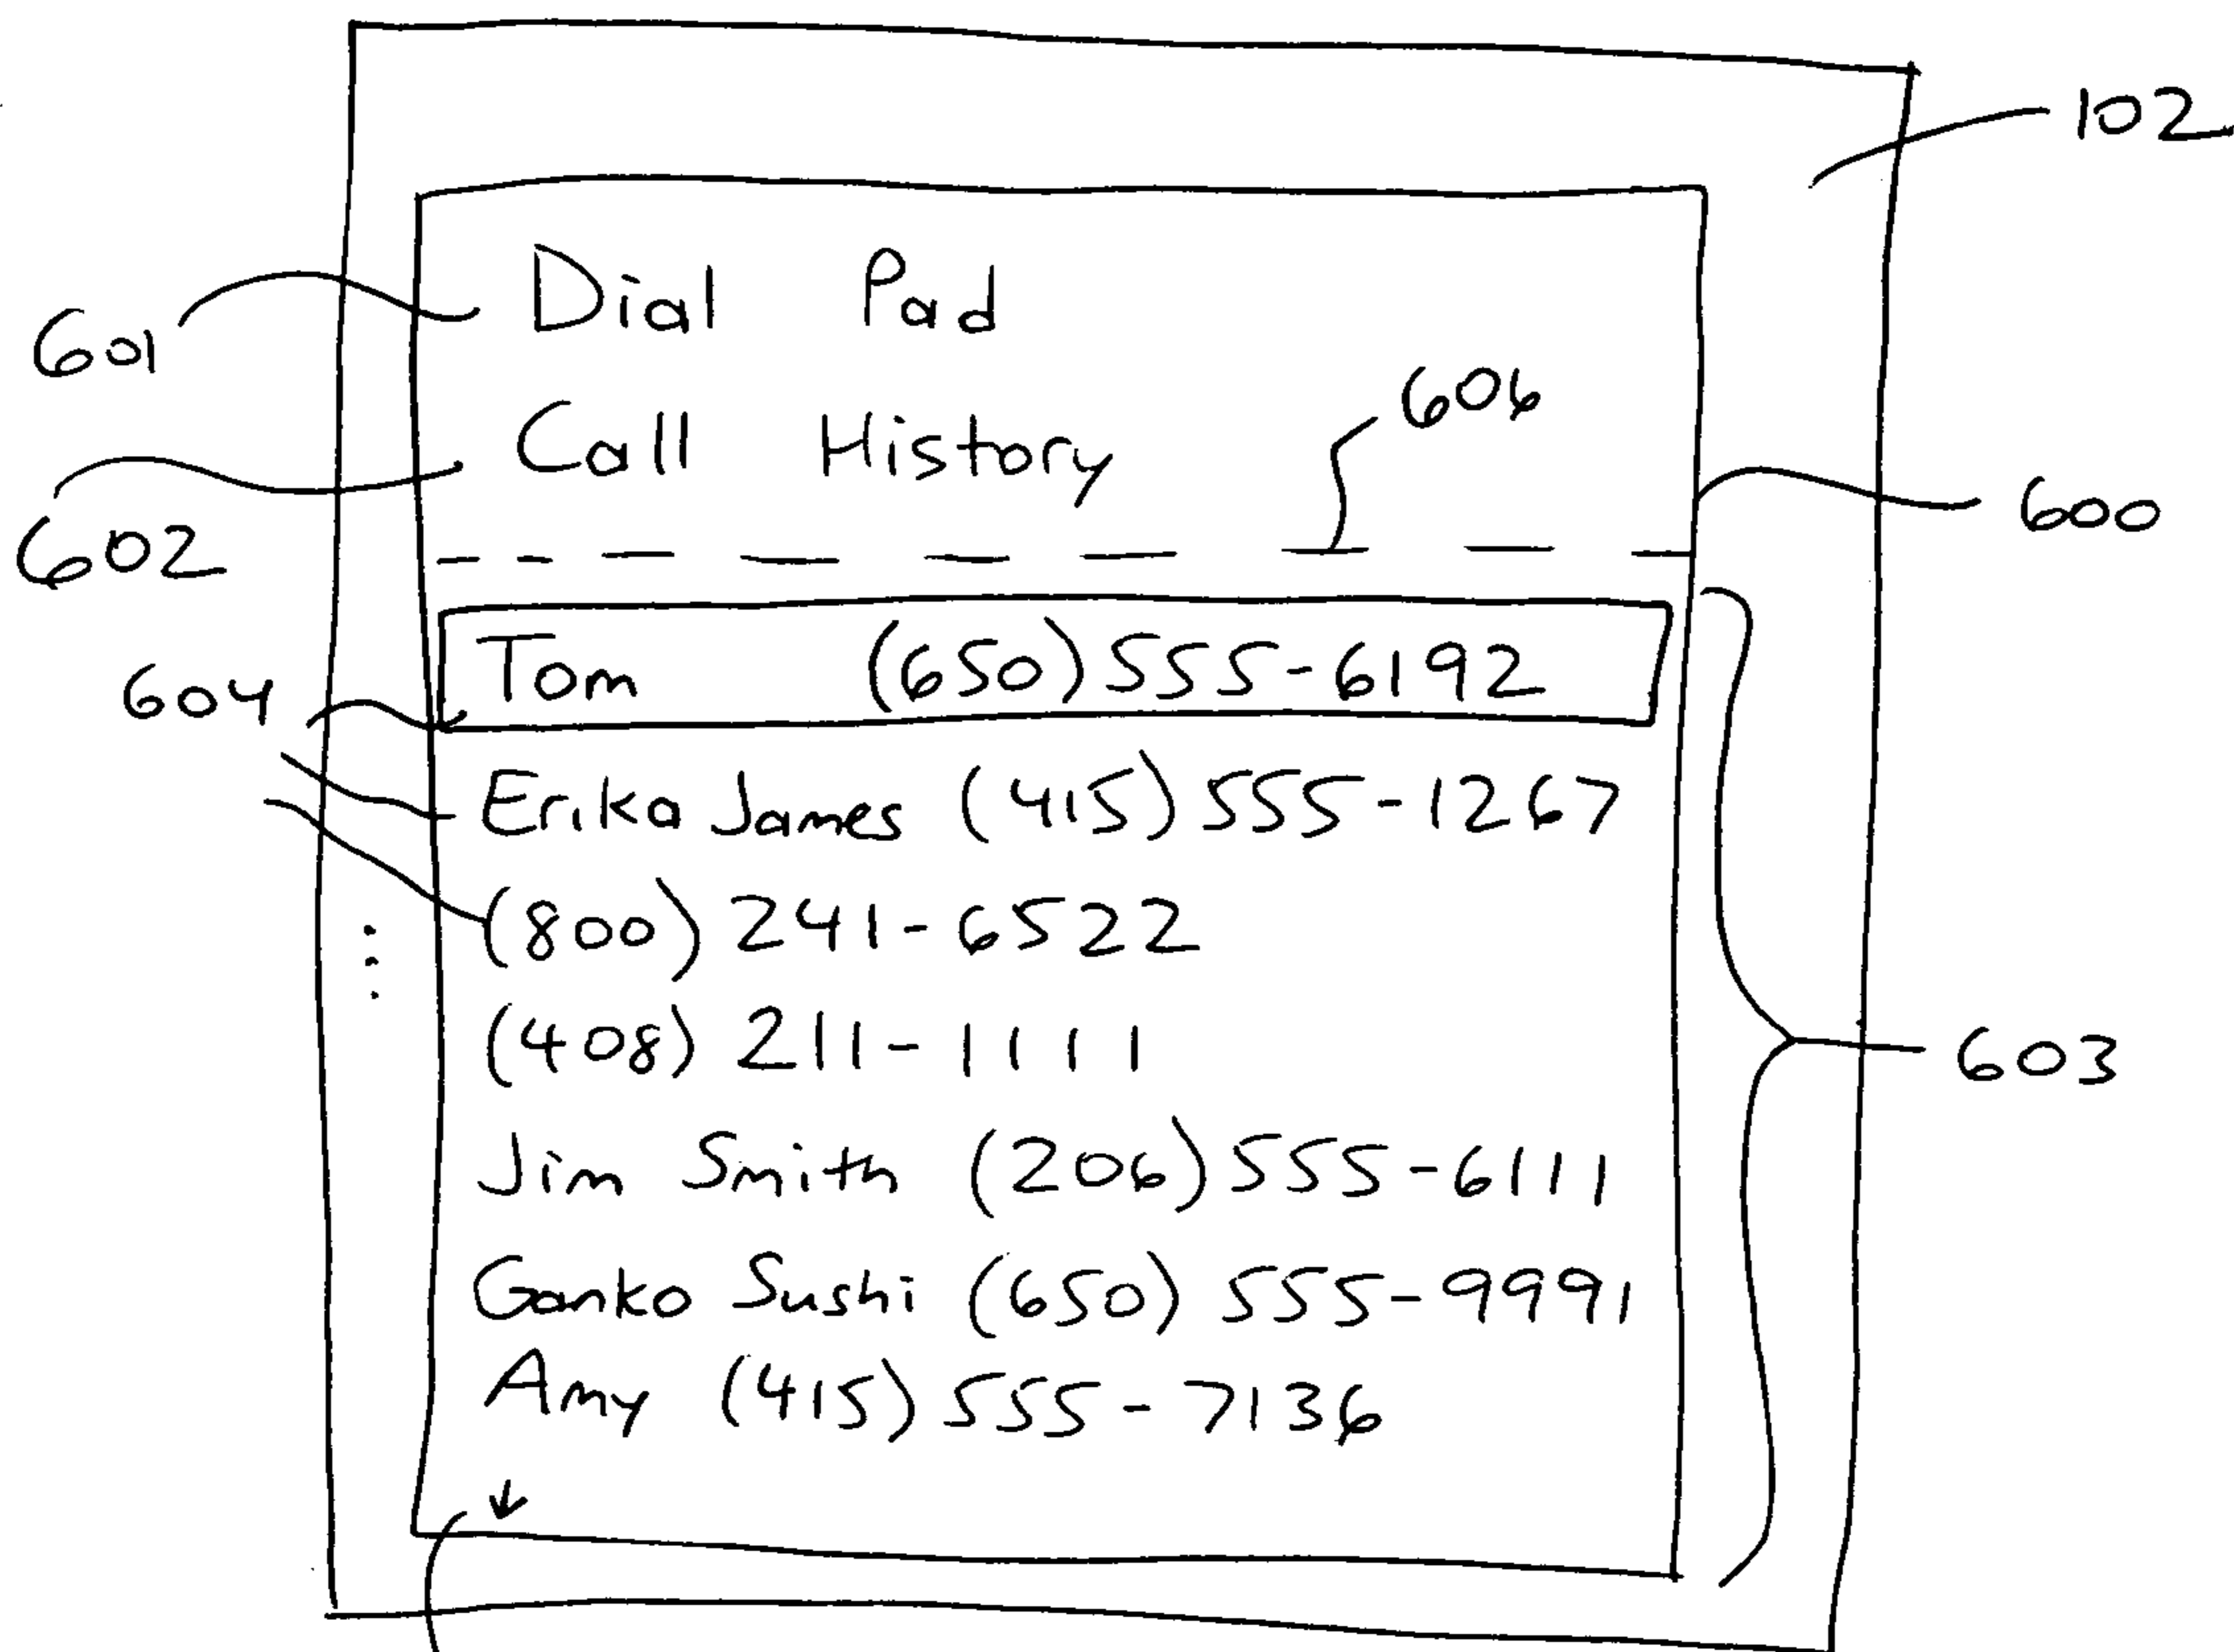 102
Dial Pad
601
Call History
606
602
600
Tom (650) 555-6192
604
Erika James (415) 555-1267
(800) 241-6522
(408) 211-1111
603
Jim Smith (206) 555-6111
Ganko Sushi (650) 555-9991
Amy (415) 555-7136